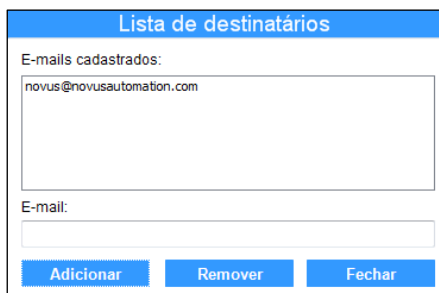 Lista de destinatários
E-mails cadastrados:
novus@novusautomation.com
E-mail:
Adicionar Remover Fechar